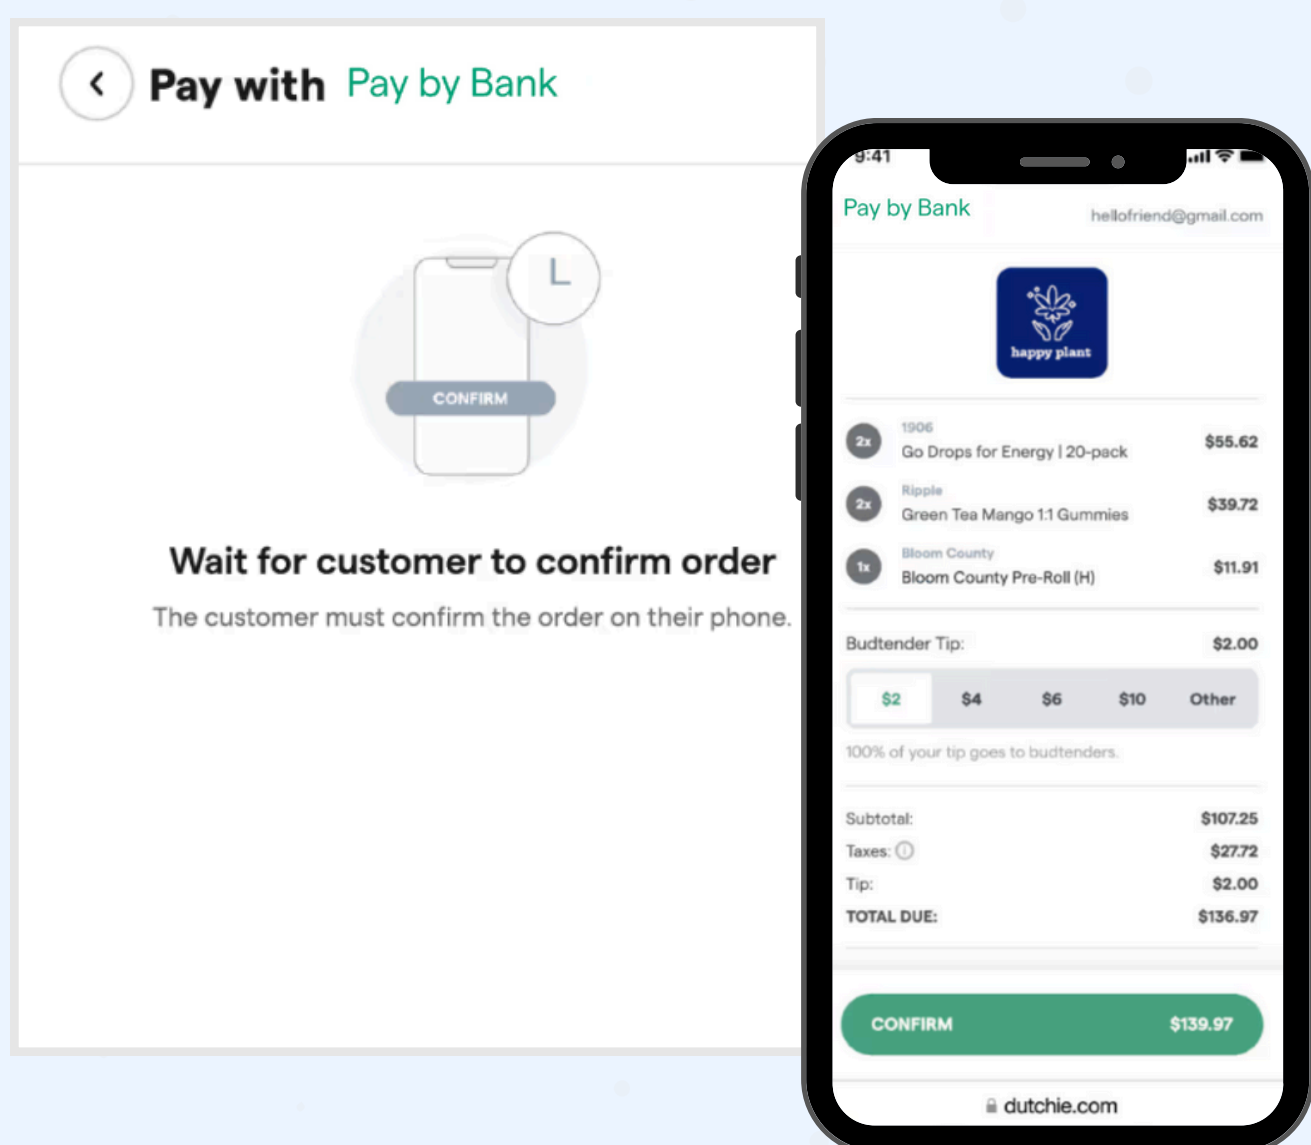 Pay with Pay by Bank
CONFIRM
Wait for customer to confirm order
The customer must confirm the order on their phone.
9:41
Pay by Bank hellofriend@gmail.com
happy plant
1906
2x Go Drops for Energy | 20-pack $55.62
Ripple
2x Green Tea Mango 1:1 Gummies $39.72
Bloom County
1x Bloom County Pre-Roll (H) $11.91
Budtender Tip: $2.00
$2 $4 $6 $10 Other
100% of your tip goes to budtenders.
Subtotal: $107.25
Taxes: $27.72
Tip: $2.00
TOTAL DUE: $136.97
CONFIRM $139.97
dutchie.com